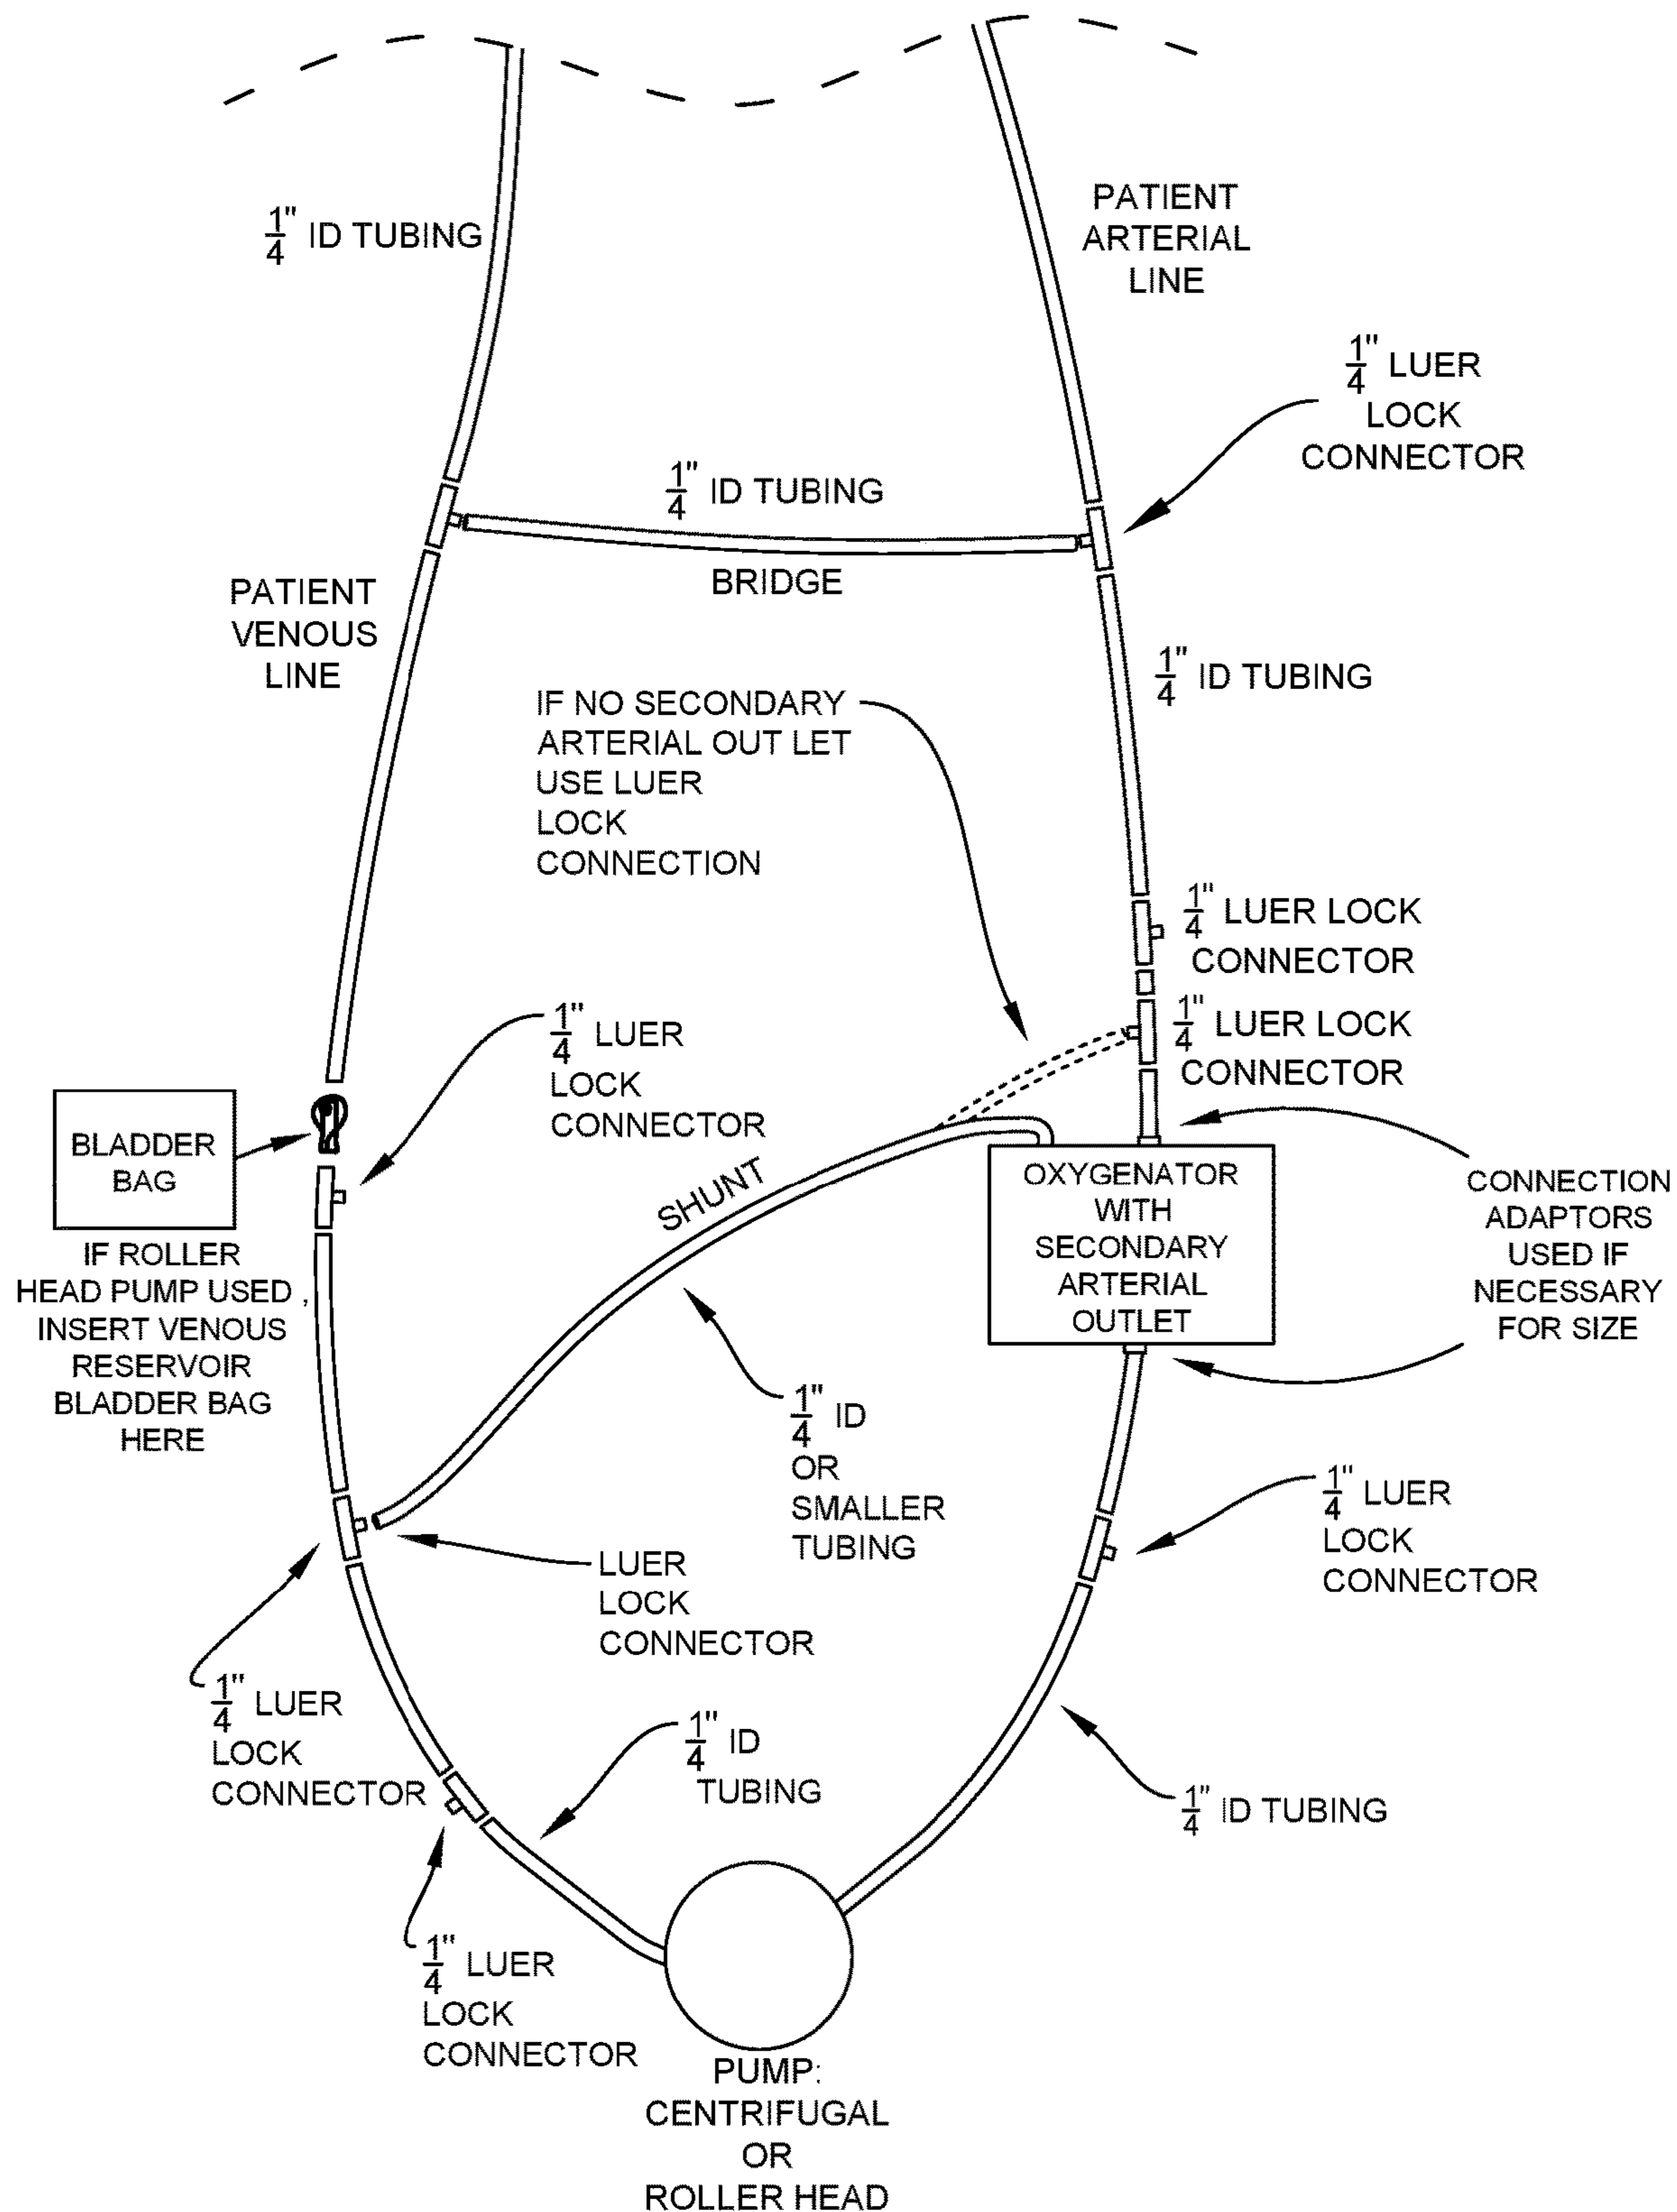 1/4" ID TUBING
PATIENT
ARTERIAL
LINE
1/4" LUER
LOCK
CONNECTOR
1/4" ID TUBING
BRIDGE
PATIENT
VENOUS
LINE
1/4" ID TUBING
IF NO SECONDARY
ARTERIAL OUT LET
USE LUER
LOCK
CONNECTION
1/4" LUER LOCK
CONNECTOR
1/4" LUER LOCK
CONNECTOR
1/4" LUER
LOCK
CONNECTOR
BLADDER
BAG
IF ROLLER
HEAD PUMP USED ,
INSERT VENOUS
RESERVOIR
BLADDER BAG
HERE
SHUNT
OXYGENATOR
WITH
SECONDARY
ARTERIAL
OUTLET
CONNECTION
ADAPTORS
USED IF
NECESSARY
FOR SIZE
1/4" ID
OR
SMALLER
TUBING
1/4" LUER
LOCK
CONNECTOR
LUER
LOCK
CONNECTOR
1/4" LUER
LOCK
CONNECTOR
1/4" ID
TUBING
1/4" ID TUBING
1/4" LUER
LOCK
CONNECTOR
PUMP:
CENTRIFUGAL
OR
ROLLER HEAD